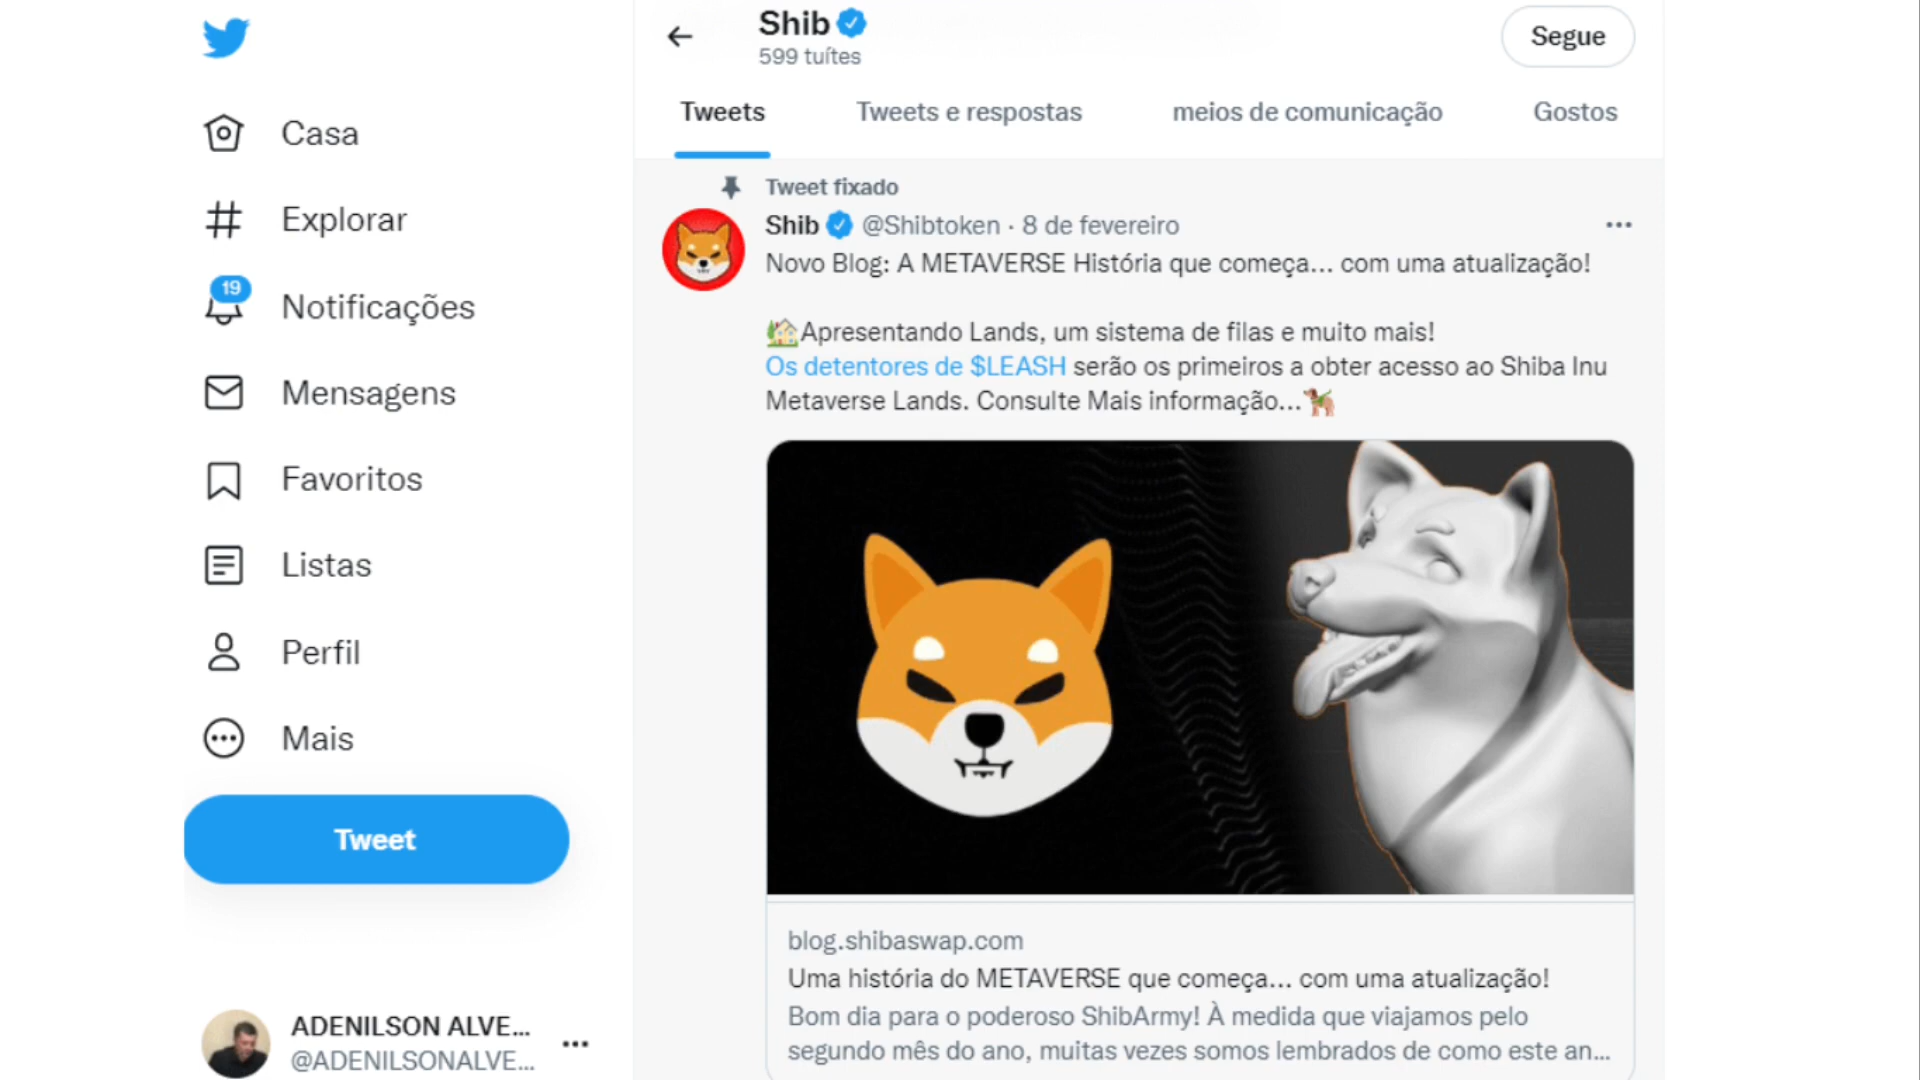 Casa
Explorar
19
Notificações
Mensagens
Favoritos
Listas
Perfil
Mais
Tweet
ADENILSON ALVE...
@ADENILSONALVE...
Shib
599 tuítes
Segue
Tweets
Tweets e respostas
meios de comunicação
Gostos
Tweet fixado
Shib @Shibtoken · 8 de fevereiro
Novo Blog: A METAVERSE História que começa... com uma atualização!
Apresentando Lands, um sistema de filas e muito mais!
Os detentores de $LEASH serão os primeiros a obter acesso ao Shiba Inu
Metaverse Lands. Consulte Mais informação...
blog.shibaswap.com
Uma história do METAVERSE que começa... com uma atualização!
Bom dia para o poderoso ShibArmy! À medida que viajamos pelo
segundo mês do ano, muitas vezes somos lembrados de como este an...